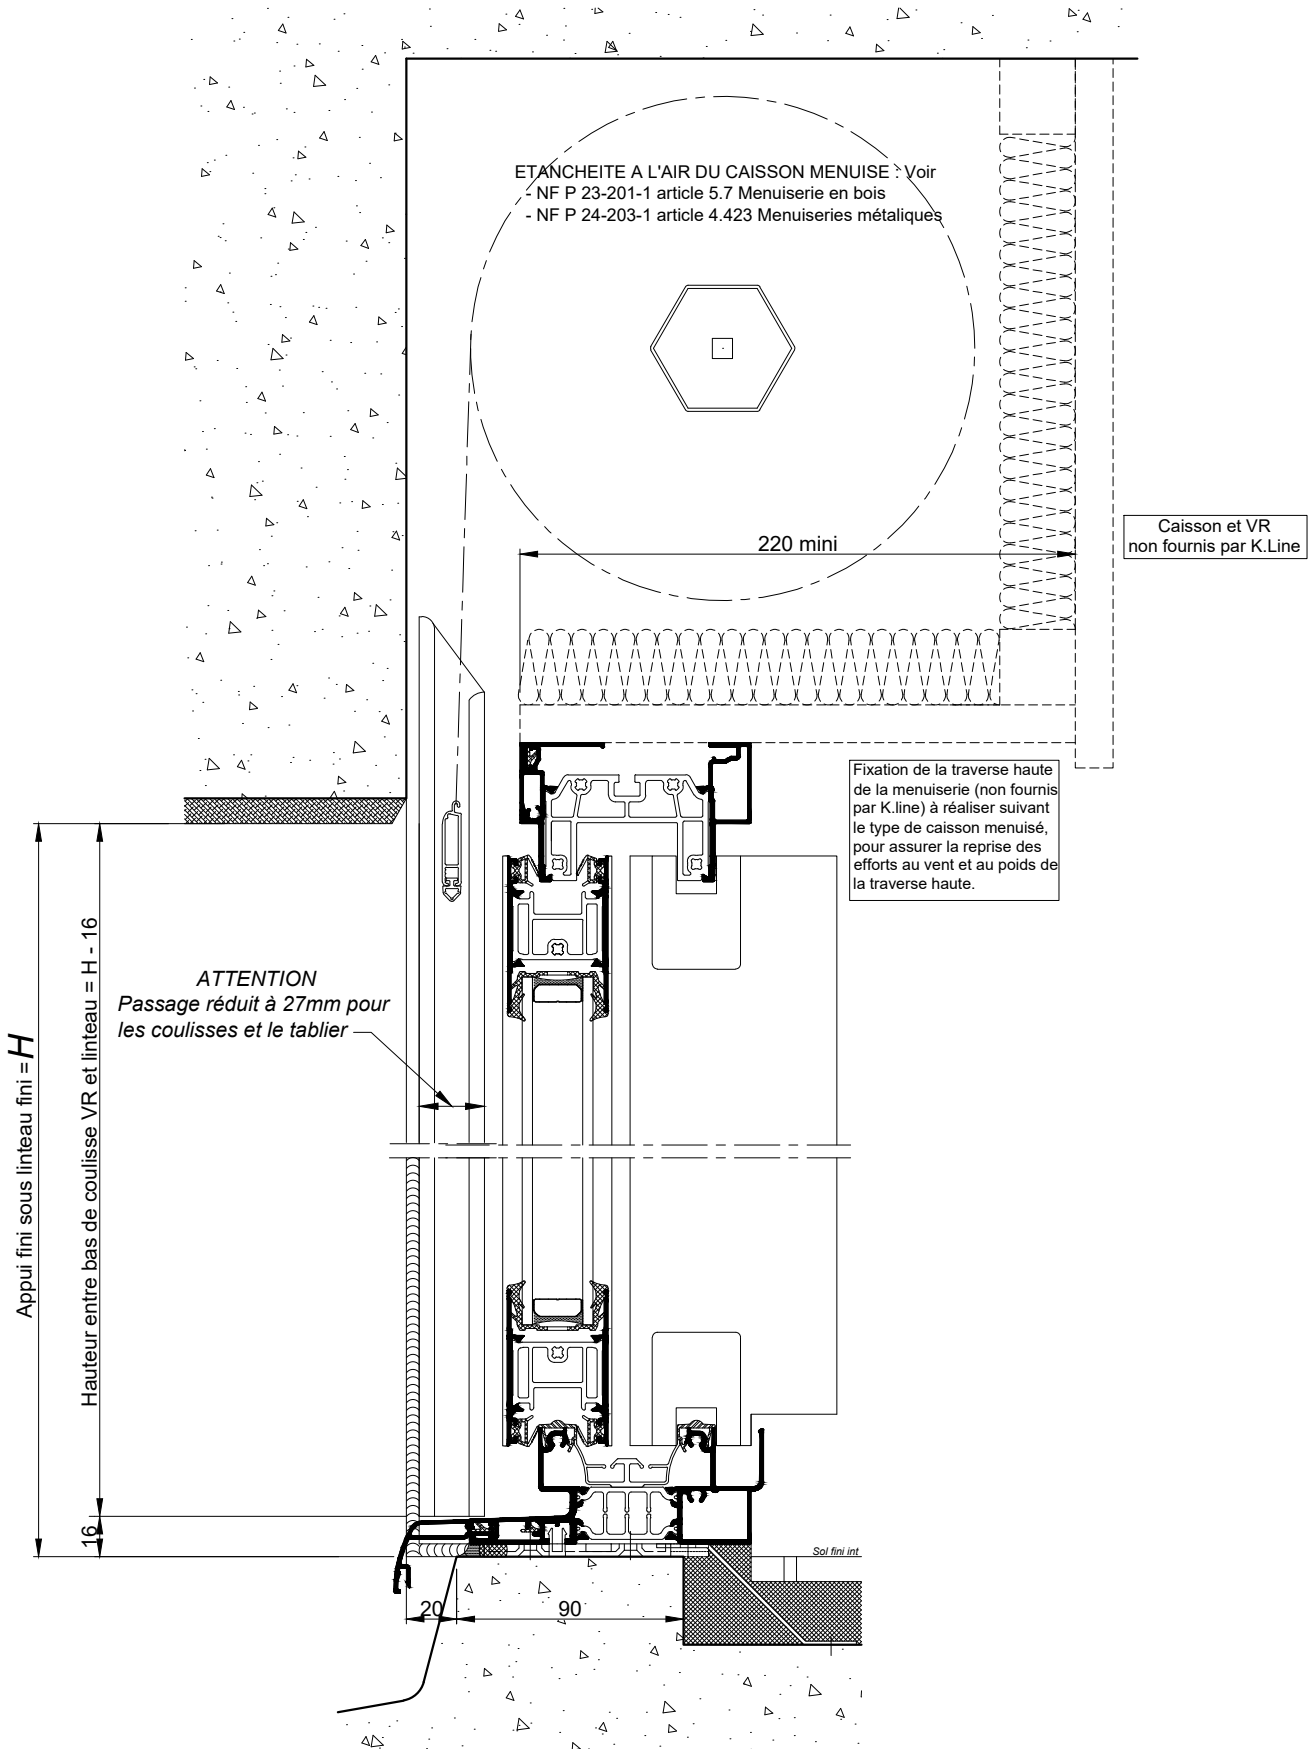 ETANCHEITE A L'AIR DU CAISSON MENUISE : Voir
- NF P 23-201-1 article 5.7 Menuiserie en bois
- NF P 24-203-1 article 4.423 Menuiseries métaliques
220 mini
Caisson et VR
non fournis par K.Line
Fixation de la traverse haute
de la menuiserie (non fournis
par K.line) à réaliser suivant
le type de caisson menuisé,
pour assurer la reprise des
efforts au vent et au poids de
la traverse haute.
ATTENTION
Passage réduit à 27mm pour
les coulisses et le tablier
Appui fini sous linteau fini = H
Hauteur entre bas de coulisse VR et linteau = H - 16
16
Sol fini int
20
90